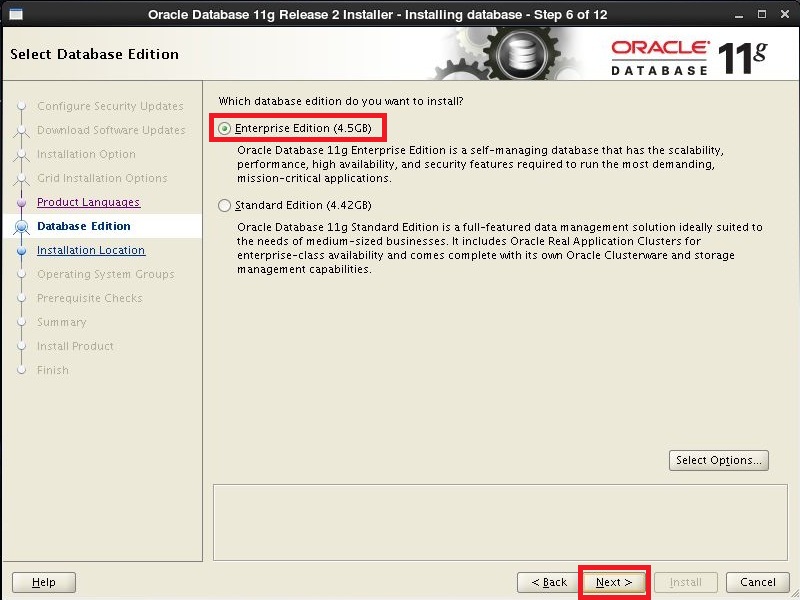 Oracle Database 11g Release 2 Installer - Installing database - Step 6 of 12
Select Database Edition
ORACLE®
DATABASE 11g
Configure Security Updates
Download Software Updates
Installation Option
Grid Installation Options
Product Languages
Database Edition
Installation Location
Operating System Groups
Prerequisite Checks
Summary
Install Product
Finish
Which database edition do you want to install?
Enterprise Edition (4.5GB)
Oracle Database 11g Enterprise Edition is a self-managing database that has the scalability,
performance, high availability, and security features required to run the most demanding,
mission-critical applications.
Standard Edition (4.42GB)
Oracle Database 11g Standard Edition is a full-featured data management solution ideally suited to
the needs of medium-sized businesses. It includes Oracle Real Application Clusters for
enterprise-class availability and comes complete with its own Oracle Clusterware and storage
management capabilities.
Select Options...
Help
< Back
Next >
Install
Cancel